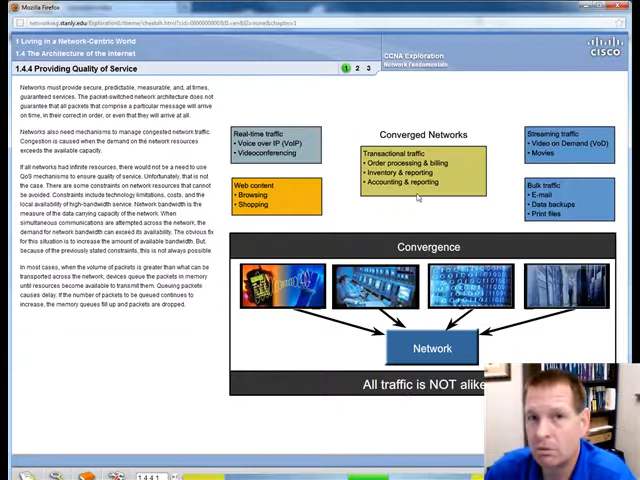 Mozilla Firefox
1 Living in a Network-Centric World
1.4 The Architecture of the Internet
1.4.4 Providing Quality of Service
1 2 3
CCNA Exploration
Network Fundamentals
CISCO
Networks must provide secure, predictable, measurable, and, at times,
guaranteed services. The packet-switched network architecture does not
guarantee that all packets that comprise a particular message will arrive
on time, in their correct in order, or even that they will arrive at all.
Networks also need mechanisms to manage congested network traffic.
Congestion is caused when the demand on the network resources
exceeds the available capacity.
If all networks had infinite resources, there would not be a need to use
QoS mechanisms to ensure quality of service. Unfortunately, that is not
the case. There are some constraints on network resources that cannot
be avoided. Constraints include technology limitations, costs, and the
local availability of high-bandwidth service. Network bandwidth is the
measure of the data carrying capacity of the network. When
simultaneous communications are attempted across the network, the
demand for network bandwidth can exceed its availability. The obvious fix
for this situation is to increase the amount of available bandwidth. But,
because of the previously stated constraints, this is not always possible.
In most cases, when the volume of packets is greater than what can be
transported across the network, devices queue the packets in memory
until resources become available to transmit them. Queuing packets
causes delay. If the number of packets to be queued continues to
increase, the memory queues fill up and packets are dropped.
Converged Networks
Real-time traffic
• Voice over IP (VoIP)
• Videoconferencing
Transactional traffic
• Order processing & billing
• Inventory & reporting
• Accounting & reporting
Streaming traffic
• Video on Demand (VoD)
• Movies
Web content
• Browsing
• Shopping
Bulk traffic
• E-mail
• Data backups
• Print files
Convergence
Network
All traffic is NOT alike
1.4.4.1